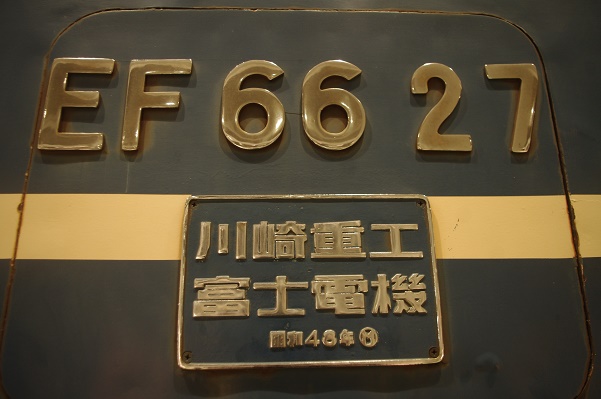 EF 66 27
川崎重工
富士電機
昭和48年 Ⓜ